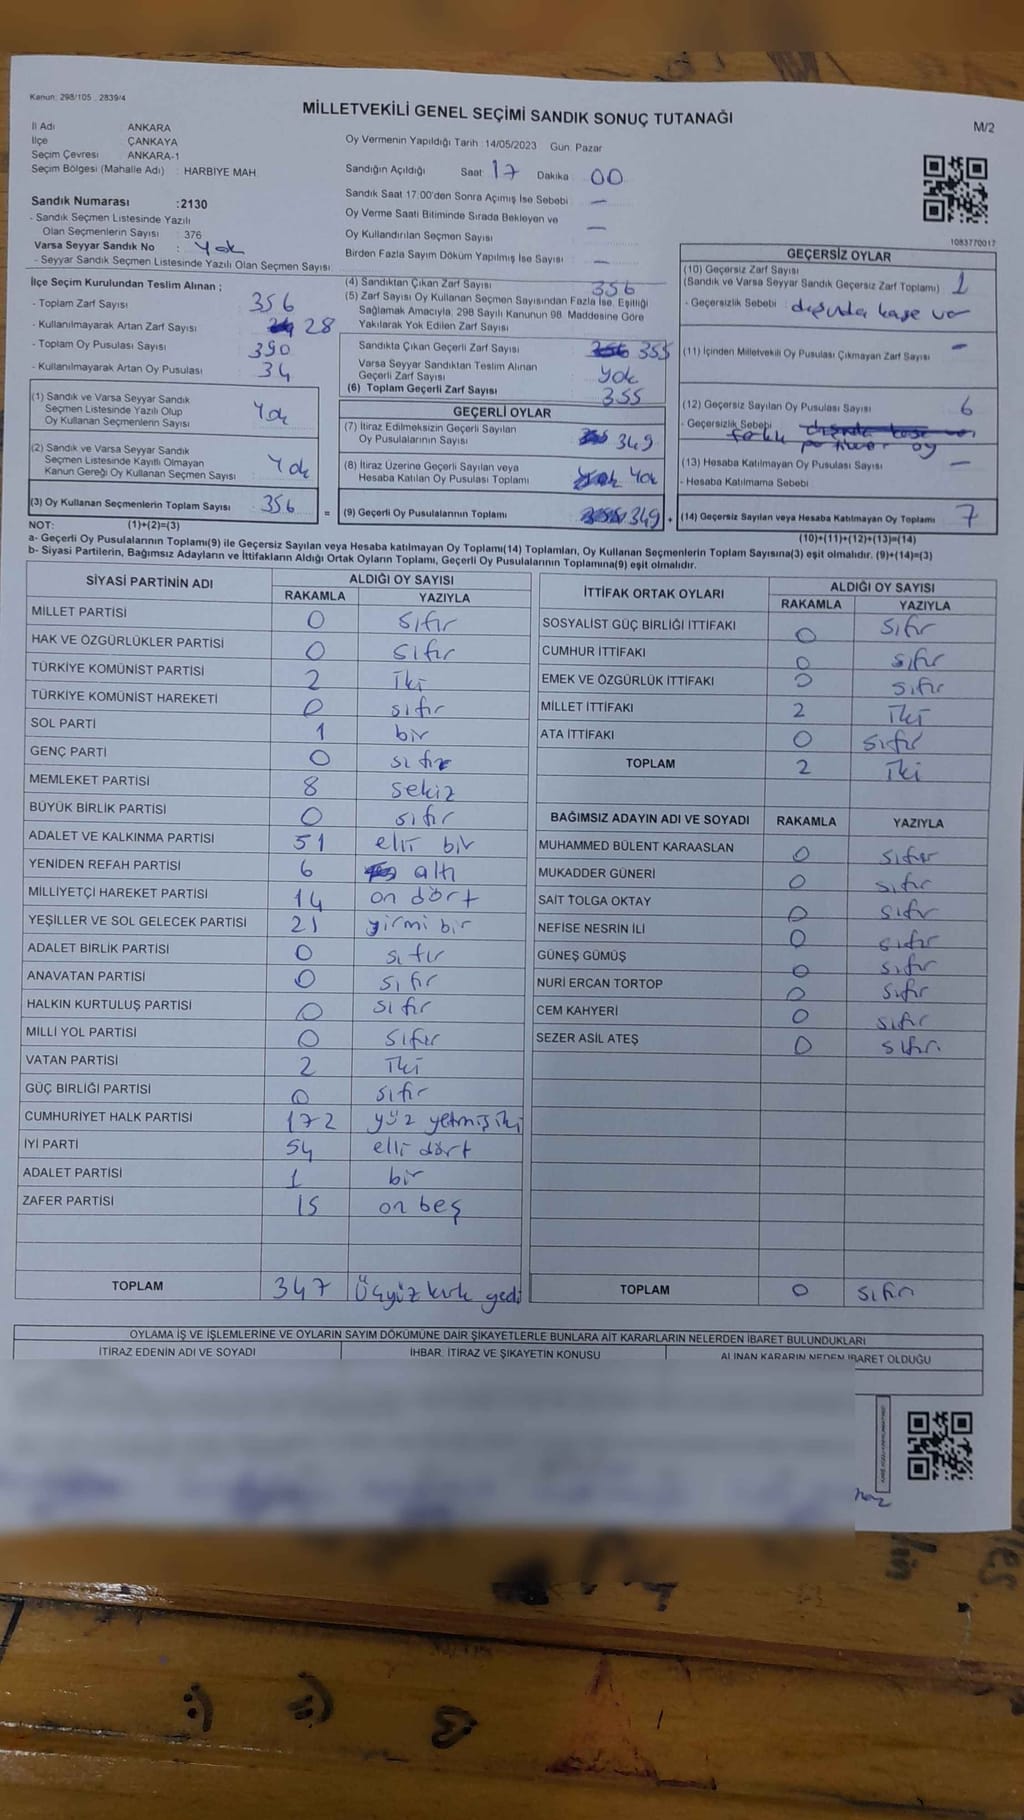 Kanun: 298/105 2839/4
MİLLETVEKİLİ GENEL SEÇİMİ SANDIK SONUÇ TUTANAĞI
M/2
İl Adı ANKARA
İlçe ÇANKAYA
Seçim Çevresi ANKARA-1
Seçim Bölgesi (Mahalle Adı) : HARBİYE MAH.
Sandık Numarası :2130
- Sandık Seçmen Listesinde Yazılı
Olan Seçmenlerin Sayısı : 376
Varsa Seyyar Sandık No : Yok
- Seyyar Sandık Seçmen Listesinde Yazılı Olan Seçmen Sayısı:
Oy Vermenin Yapıldığı Tarih : 14/05/2023 Gün: Pazar
Sandığın Açıldığı Saat: 17 Dakika : 00
Sandık Saat 17:00'den Sonra Açımış İse Sebebi : —
Oy Verme Saati Bitiminde Sırada Bekleyen ve
Oy Kullandırılan Seçmen Sayısı : —
Birden Fazla Sayım Döküm Yapılmış İse Sayısı : —
1083770017
İlçe Seçim Kurulundan Teslim Alınan ;
- Toplam Zarf Sayısı : 356
- Kullanılmayarak Artan Zarf Sayısı : 28
- Toplam Oy Pusulası Sayısı : 390
- Kullanılmayarak Artan Oy Pusulası : 34
(1) Sandık ve Varsa Seyyar Sandık
Seçmen Listesinde Yazılı Olup
Oy Kullanan Seçmenlerin Sayısı : Yok
(2) Sandık ve Varsa Seyyar Sandık
Seçmen Listesinde Kayıtlı Olmayan
Kanun Gereği Oy Kullanan Seçmen Sayısı : Yok
(3) Oy Kullanan Seçmenlerin Toplam Sayısı : 356
(4) Sandıktan Çıkan Zarf Sayısı : 356
(5) Zarf Sayısı Oy Kullanan Seçmen Sayısından Fazla İse, Eşitliği
Sağlamak Amacıyla, 298 Sayılı Kanunun 98. Maddesine Göre
Yakılarak Yok Edilen Zarf Sayısı
Sandıkta Çıkan Geçerli Zarf Sayısı : 355
Varsa Seyyar Sandıktan Teslim Alınan
Geçerli Zarf Sayısı : Yok
(6) Toplam Geçerli Zarf Sayısı : 355
GEÇERLİ OYLAR
(7) İtiraz Edilmeksizin Geçerli Sayılan
Oy Pusulalarının Sayısı : 349
(8) İtiraz Üzerine Geçerli Sayılan veya
Hesaba Katılan Oy Pusulası Toplamı : Yok
= (9) Geçerli Oy Pusulalarının Toplamı : 349 +
GEÇERSİZ OYLAR
(10) Geçersiz Zarf Sayısı
(Sandık ve Varsa Seyyar Sandık Geçersiz Zarf Toplamı) : 1
- Geçersizlik Sebebi : dışında kaşe var
(11) İçinden Milletvekili Oy Pusulası Çıkmayan Zarf Sayısı : —
(12) Geçersiz Sayılan Oy Pusulası Sayısı : 6
- Geçersizlik Sebebi : farklı partilere oy
(13) Hesaba Katılmayan Oy Pusulası Sayısı : —
- Hesaba Katılmama Sebebi
(14) Geçersiz Sayılan veya Hesaba Katılmayan Oy Toplamı : 7
NOT: (1)+(2)=(3)
(10)+(11)+(12)+(13)=(14)
a- Geçerli Oy Pusulalarının Toplamı(9) ile Geçersiz Sayılan veya Hesaba katılmayan Oy Toplamı(14) Toplamları, Oy Kullanan Seçmenlerin Toplam Sayısına(3) eşit olmalıdır. (9)+(14)=(3)
b- Siyasi Partilerin, Bağımsız Adayların ve İttifakların Aldığı Ortak Oyların Toplamı, Geçerli Oy Pusulalarının Toplamına(9) eşit olmalıdır.
SİYASİ PARTİNİN ADI ALDIĞI OY SAYISI
RAKAMLA YAZIYLA
MİLLET PARTİSİ 0 sıfır
HAK VE ÖZGÜRLÜKLER PARTİSİ 0 sıfır
TÜRKİYE KOMÜNİST PARTİSİ 2 iki
TÜRKİYE KOMÜNİST HAREKETİ 0 sıfır
SOL PARTİ 1 bir
GENÇ PARTİ 0 sıfır
MEMLEKET PARTİSİ 8 sekiz
BÜYÜK BİRLİK PARTİSİ 0 sıfır
ADALET VE KALKINMA PARTİSİ 51 elli bir
YENİDEN REFAH PARTİSİ 6 altı
MİLLİYETÇİ HAREKET PARTİSİ 14 on dört
YEŞİLLER VE SOL GELECEK PARTİSİ 21 yirmi bir
ADALET BİRLİK PARTİSİ 0 sıfır
ANAVATAN PARTİSİ 0 sıfır
HALKIN KURTULUŞ PARTİSİ 0 sıfır
MİLLİ YOL PARTİSİ 0 sıfır
VATAN PARTİSİ 2 iki
GÜÇ BİRLİĞİ PARTİSİ 0 sıfır
CUMHURİYET HALK PARTİSİ 172 yüz yetmiş iki
İYİ PARTİ 54 elli dört
ADALET PARTİSİ 1 bir
ZAFER PARTİSİ 15 on beş
TOPLAM 347 Üçyüz kırk yedi
İTTİFAK ORTAK OYLARI ALDIĞI OY SAYISI
RAKAMLA YAZIYLA
SOSYALİST GÜÇ BİRLİĞİ İTTİFAKI 0 sıfır
CUMHUR İTTİFAKI 0 sıfır
EMEK VE ÖZGÜRLÜK İTTİFAKI 0 sıfır
MİLLET İTTİFAKI 2 iki
ATA İTTİFAKI 0 sıfır
TOPLAM 2 iki
BAĞIMSIZ ADAYIN ADI VE SOYADI RAKAMLA YAZIYLA
MUHAMMED BÜLENT KARAASLAN 0 sıfır
MUKADDER GÜNERİ 0 sıfır
SAİT TOLGA OKTAY 0 sıfır
NEFİSE NESRİN İLİ 0 sıfır
GÜNEŞ GÜMÜŞ 0 sıfır
NURİ ERCAN TORTOP 0 sıfır
CEM KAHYERİ 0 sıfır
SEZER ASİL ATEŞ 0 sıfır
TOPLAM 0 sıfır
OYLAMA İŞ VE İŞLEMLERİNE VE OYLARIN SAYIM DÖKÜMÜNE DAİR ŞİKAYETLERLE BUNLARA AİT KARARLARIN NELERDEN İBARET BULUNDUKLARI
İTİRAZ EDENİN ADI VE SOYADI İHBAR, İTİRAZ VE ŞİKAYETİN KONUSU ALINAN KARARIN NEDEN İBARET OLDUĞU